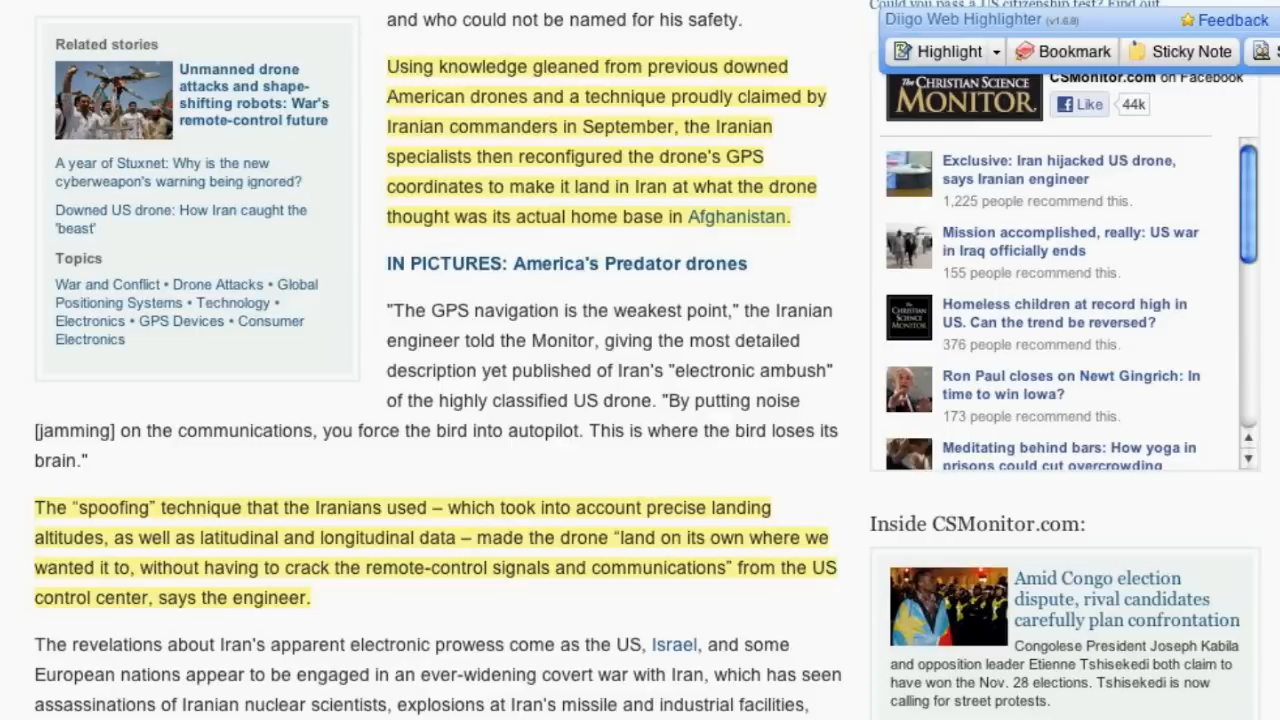 and who could not be named for his safety.
Related stories
Unmanned drone
attacks and shape-
shifting robots: War's
remote-control future
A year of Stuxnet: Why is the new
cyberweapon's warning being ignored?
Downed US drone: How Iran caught the
'beast'
Topics
War and Conflict • Drone Attacks • Global
Positioning Systems • Technology •
Electronics • GPS Devices • Consumer
Electronics
Using knowledge gleaned from previous downed
American drones and a technique proudly claimed by
Iranian commanders in September, the Iranian
specialists then reconfigured the drone's GPS
coordinates to make it land in Iran at what the drone
thought was its actual home base in Afghanistan.
IN PICTURES: America's Predator drones
"The GPS navigation is the weakest point," the Iranian
engineer told the Monitor, giving the most detailed
description yet published of Iran's "electronic ambush"
of the highly classified US drone. "By putting noise
[jamming] on the communications, you force the bird into autopilot. This is where the bird loses its
brain."
The “spoofing” technique that the Iranians used – which took into account precise landing
altitudes, as well as latitudinal and longitudinal data – made the drone “land on its own where we
wanted it to, without having to crack the remote-control signals and communications” from the US
control center, says the engineer.
The revelations about Iran's apparent electronic prowess come as the US, Israel, and some
European nations appear to be engaged in an ever-widening covert war with Iran, which has seen
assassinations of Iranian nuclear scientists, explosions at Iran's missile and industrial facilities,
Could you pass a US citizenship test? Find out
Diigo Web Highlighter (v1.6.8)
Feedback
Highlight
Bookmark
Sticky Note
The CHRISTIAN SCIENCE
MONITOR.
CSMonitor.com on Facebook
Like
44k
Exclusive: Iran hijacked US drone,
says Iranian engineer
1,225 people recommend this.
Mission accomplished, really: US war
in Iraq officially ends
155 people recommend this.
The
CHRISTIAN SCIENCE
MONITOR
Homeless children at record high in
US. Can the trend be reversed?
376 people recommend this.
Ron Paul closes on Newt Gingrich: In
time to win Iowa?
173 people recommend this.
Meditating behind bars: How yoga in
prisons could cut overcrowding
Inside CSMonitor.com:
Amid Congo election
dispute, rival candidates
carefully plan confrontation
Congolese President Joseph Kabila
and opposition leader Etienne Tshisekedi both claim to
have won the Nov. 28 elections. Tshisekedi is now
calling for street protests.